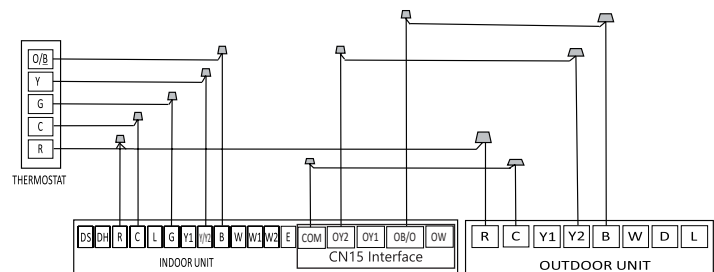 O/B
Y
G
C
R
THERMOSTAT
DS DH R C L G Y1 Y/Y2 B W W1 W2 E COM OY2 OY1 OB/O OW
CN15 Interface
INDOOR UNIT
R C Y1 Y2 B W D L
OUTDOOR UNIT